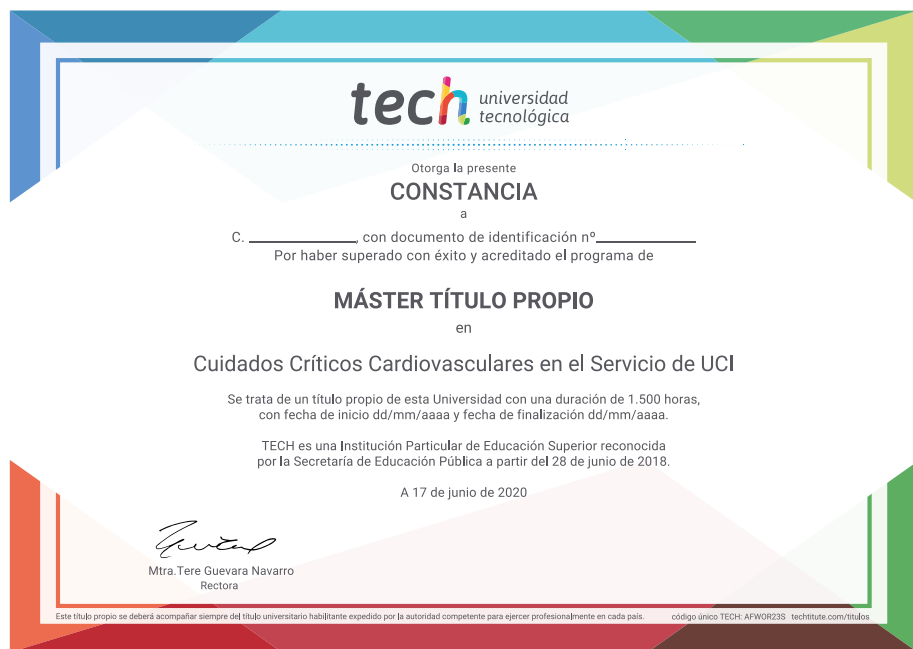 tech universidad
tecnológica
Otorga la presente
CONSTANCIA
a
C. ____________, con documento de identificación nº____________
Por haber superado con éxito y acreditado el programa de
MÁSTER TÍTULO PROPIO
en
Cuidados Críticos Cardiovasculares en el Servicio de UCI
Se trata de un título propio de esta Universidad con una duración de 1.500 horas,
con fecha de inicio dd/mm/aaaa y fecha de finalización dd/mm/aaaa.
TECH es una Institución Particular de Educación Superior reconocida
por la Secretaría de Educación Pública a partir del 28 de junio de 2018.
A 17 de junio de 2020
Mtra.Tere Guevara Navarro
Rectora
Este título propio se deberá acompañar siempre del título universitario habilitante expedido por la autoridad competente para ejercer profesionalmente en cada país. código único TECH: AFWOR23S techtitute.com/titulos